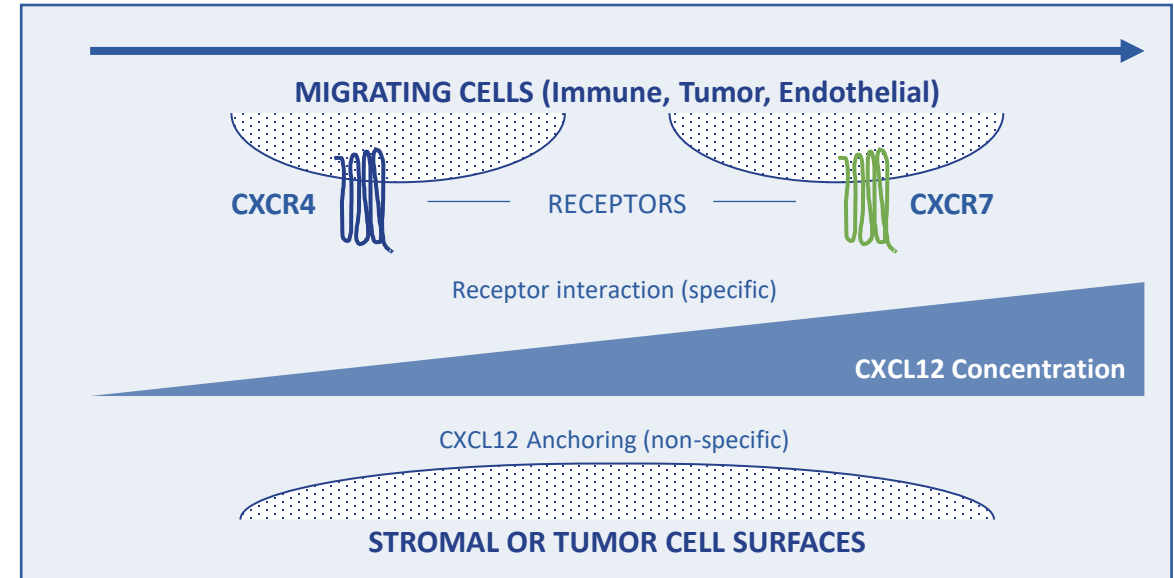 MIGRATING CELLS (Immune, Tumor, Endothelial)
CXCR4 RECEPTORS CXCR7
Receptor interaction (specific)
CXCL12 Concentration
CXCL12 Anchoring (non-specific)
STROMAL OR TUMOR CELL SURFACES